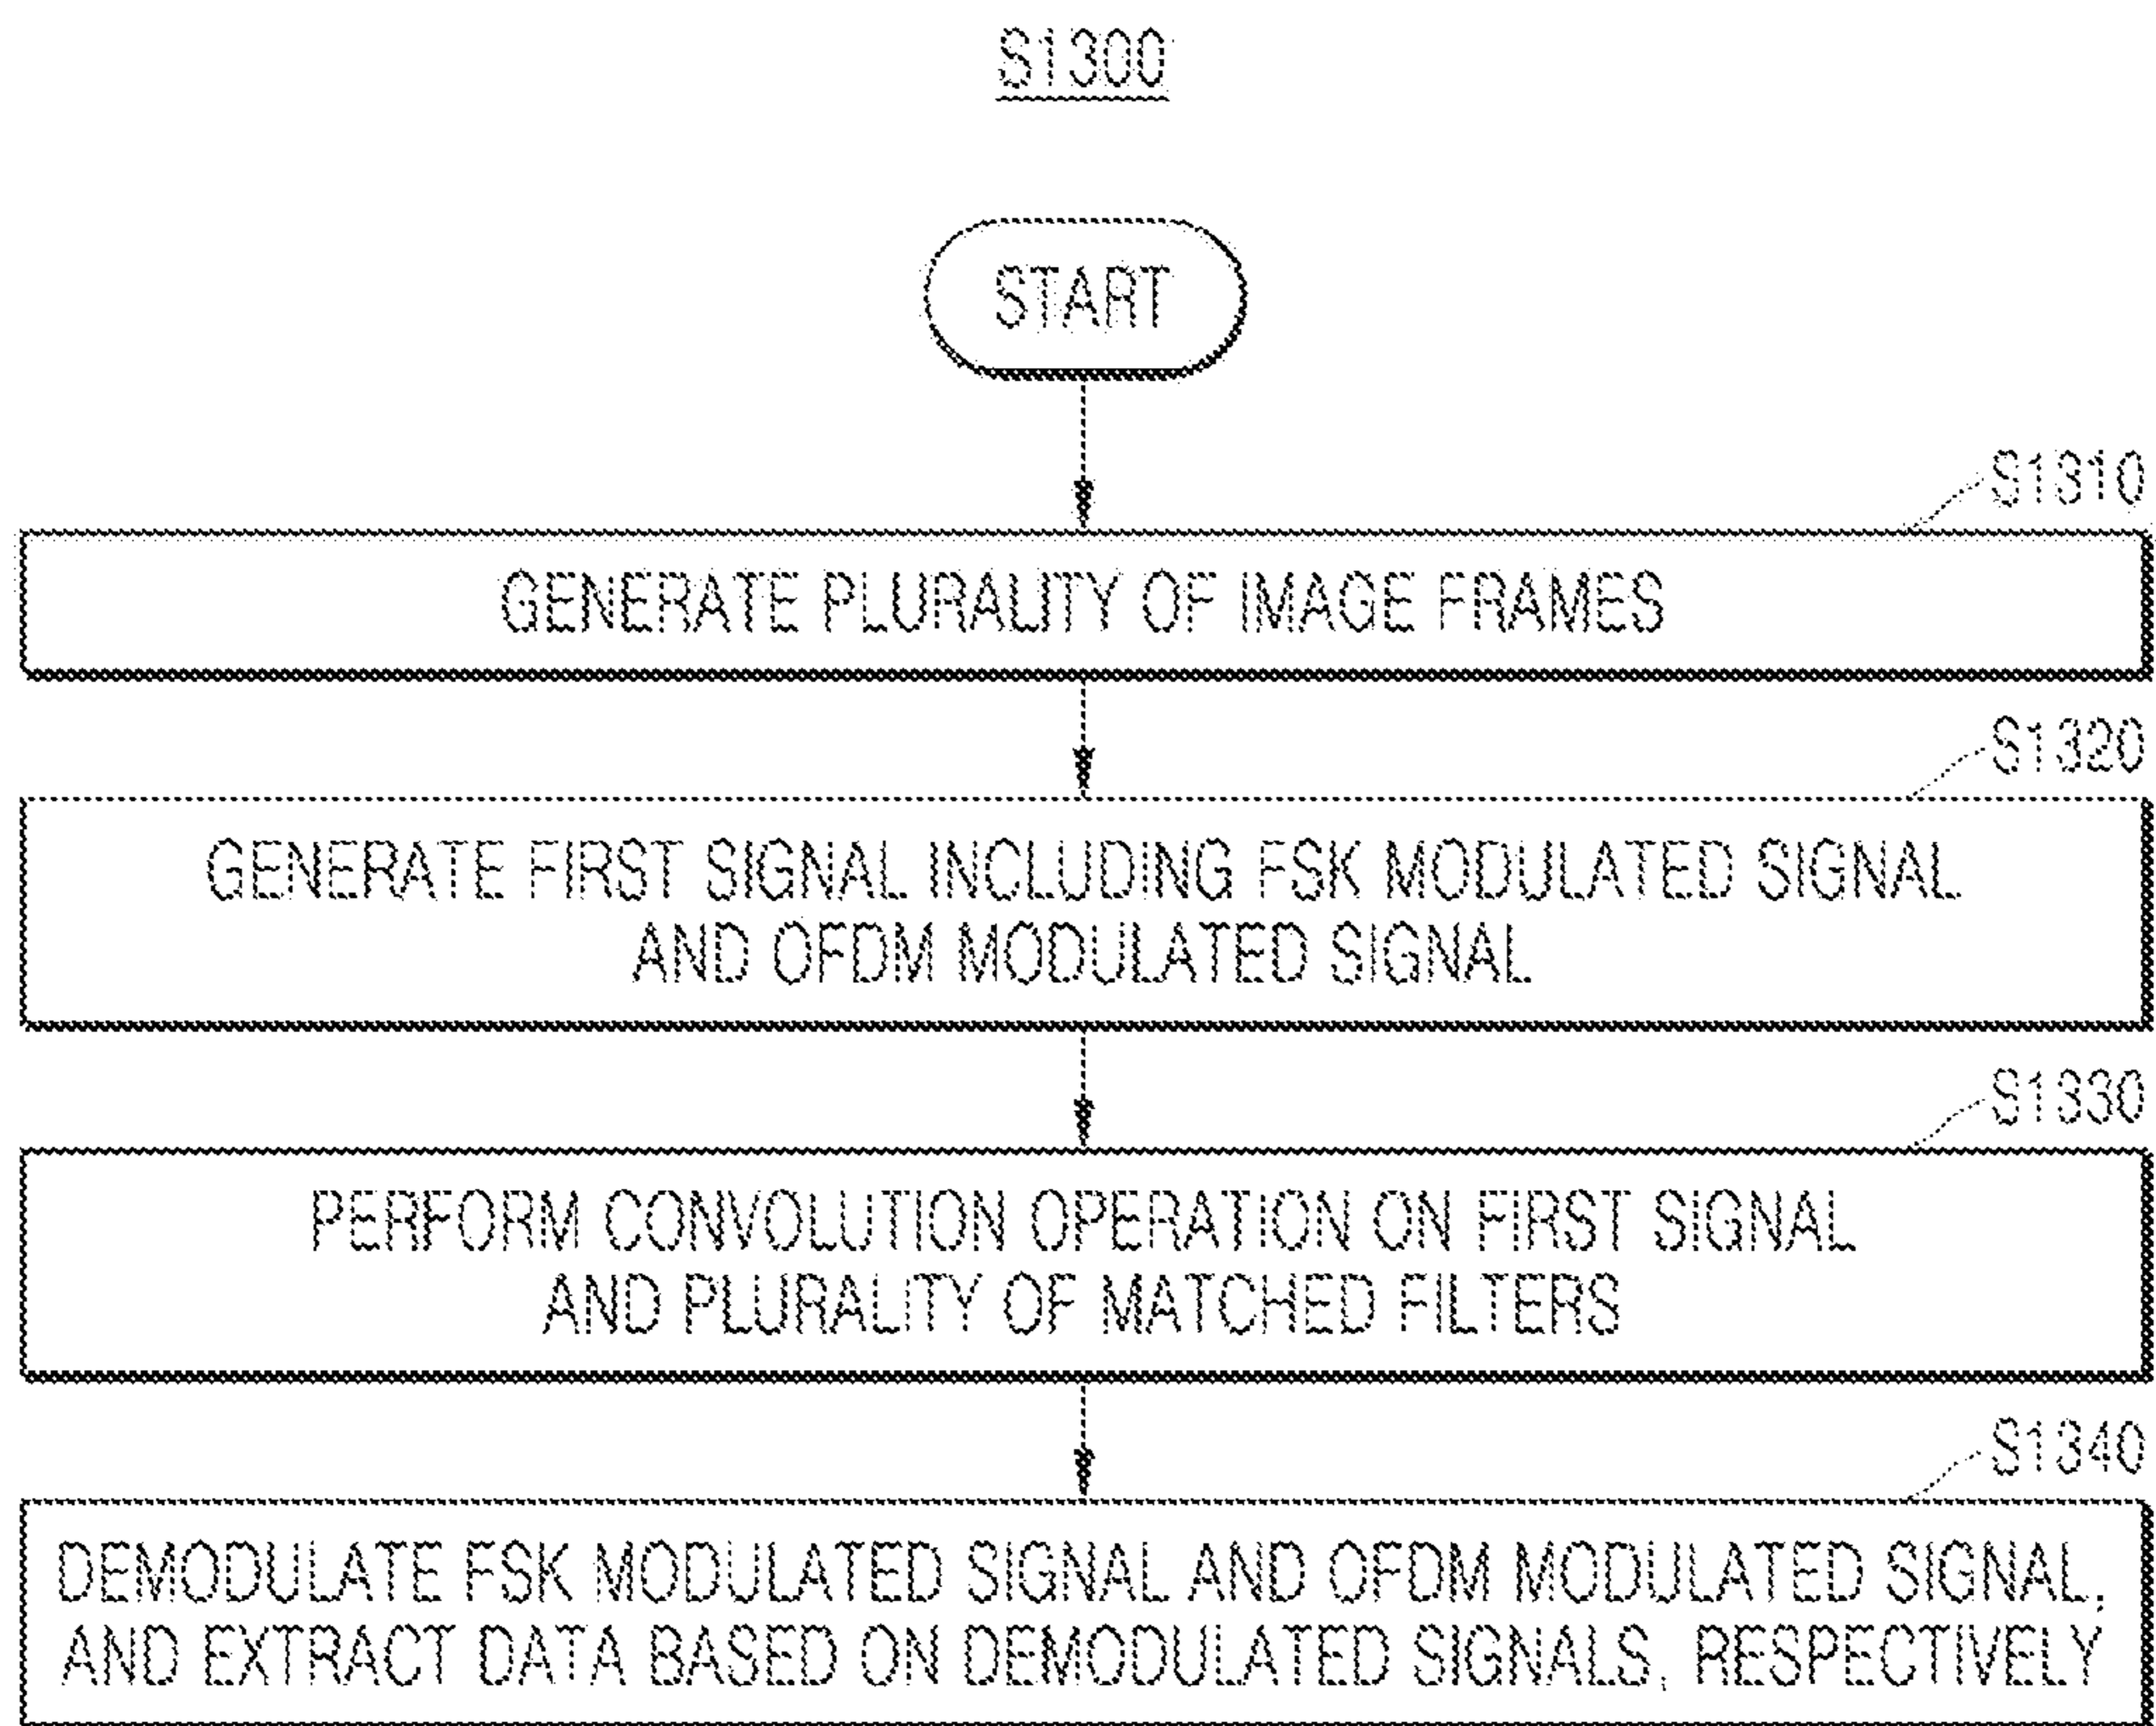 S1300
START
S1310
GENERATE PLURALITY OF IMAGE FRAMES
S1320
GENERATE FIRST SIGNAL INCLUDING FSK MODULATED SIGNAL
AND OFDM MODULATED SIGNAL
S1330
PERFORM CONVOLUTION OPERATION ON FIRST SIGNAL
AND PLURALITY OF MATCHED FILTERS
S1340
DEMODULATE FSK MODULATED SIGNAL AND OFDM MODULATED SIGNAL,
AND EXTRACT DATA BASED ON DEMODULATED SIGNALS, RESPECTIVELY